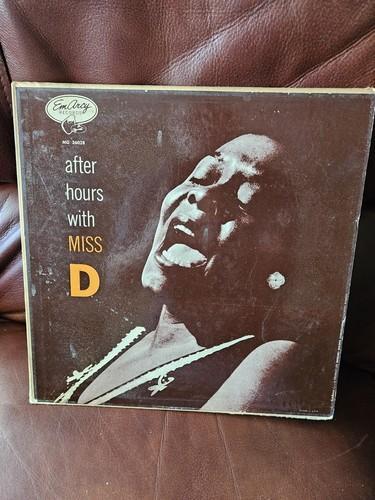 EmArcy
RECORDS
MG 36028
after
hours
with
MISS
D